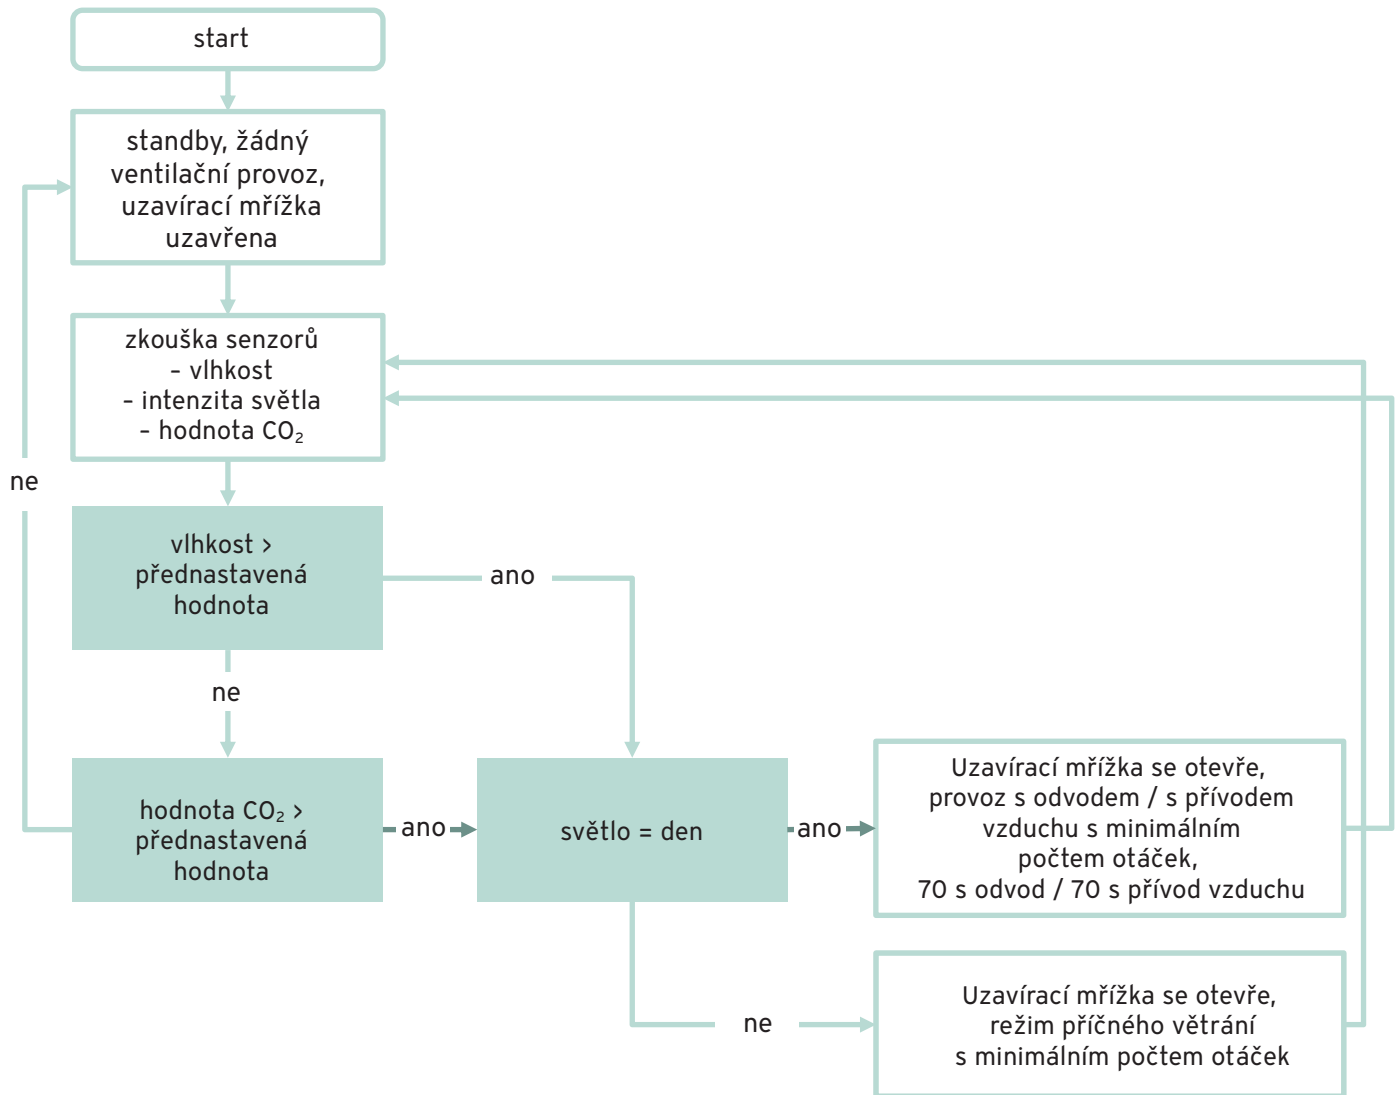 start
standby, žádný
ventilační provoz,
uzavírací mřížka
uzavřena
zkouška senzorů
- vlhkost
- intenzita světla
- hodnota CO₂
ne
vlhkost >
přednastavená
hodnota
ano
ne
hodnota CO₂ >
přednastavená
hodnota
ano
světlo = den
ano
Uzavírací mřížka se otevře,
provoz s odvodem / s přívodem
vzduchu s minimálním
počtem otáček,
70 s odvod / 70 s přívod vzduchu
ne
Uzavírací mřížka se otevře,
režim příčného větrání
s minimálním počtem otáček